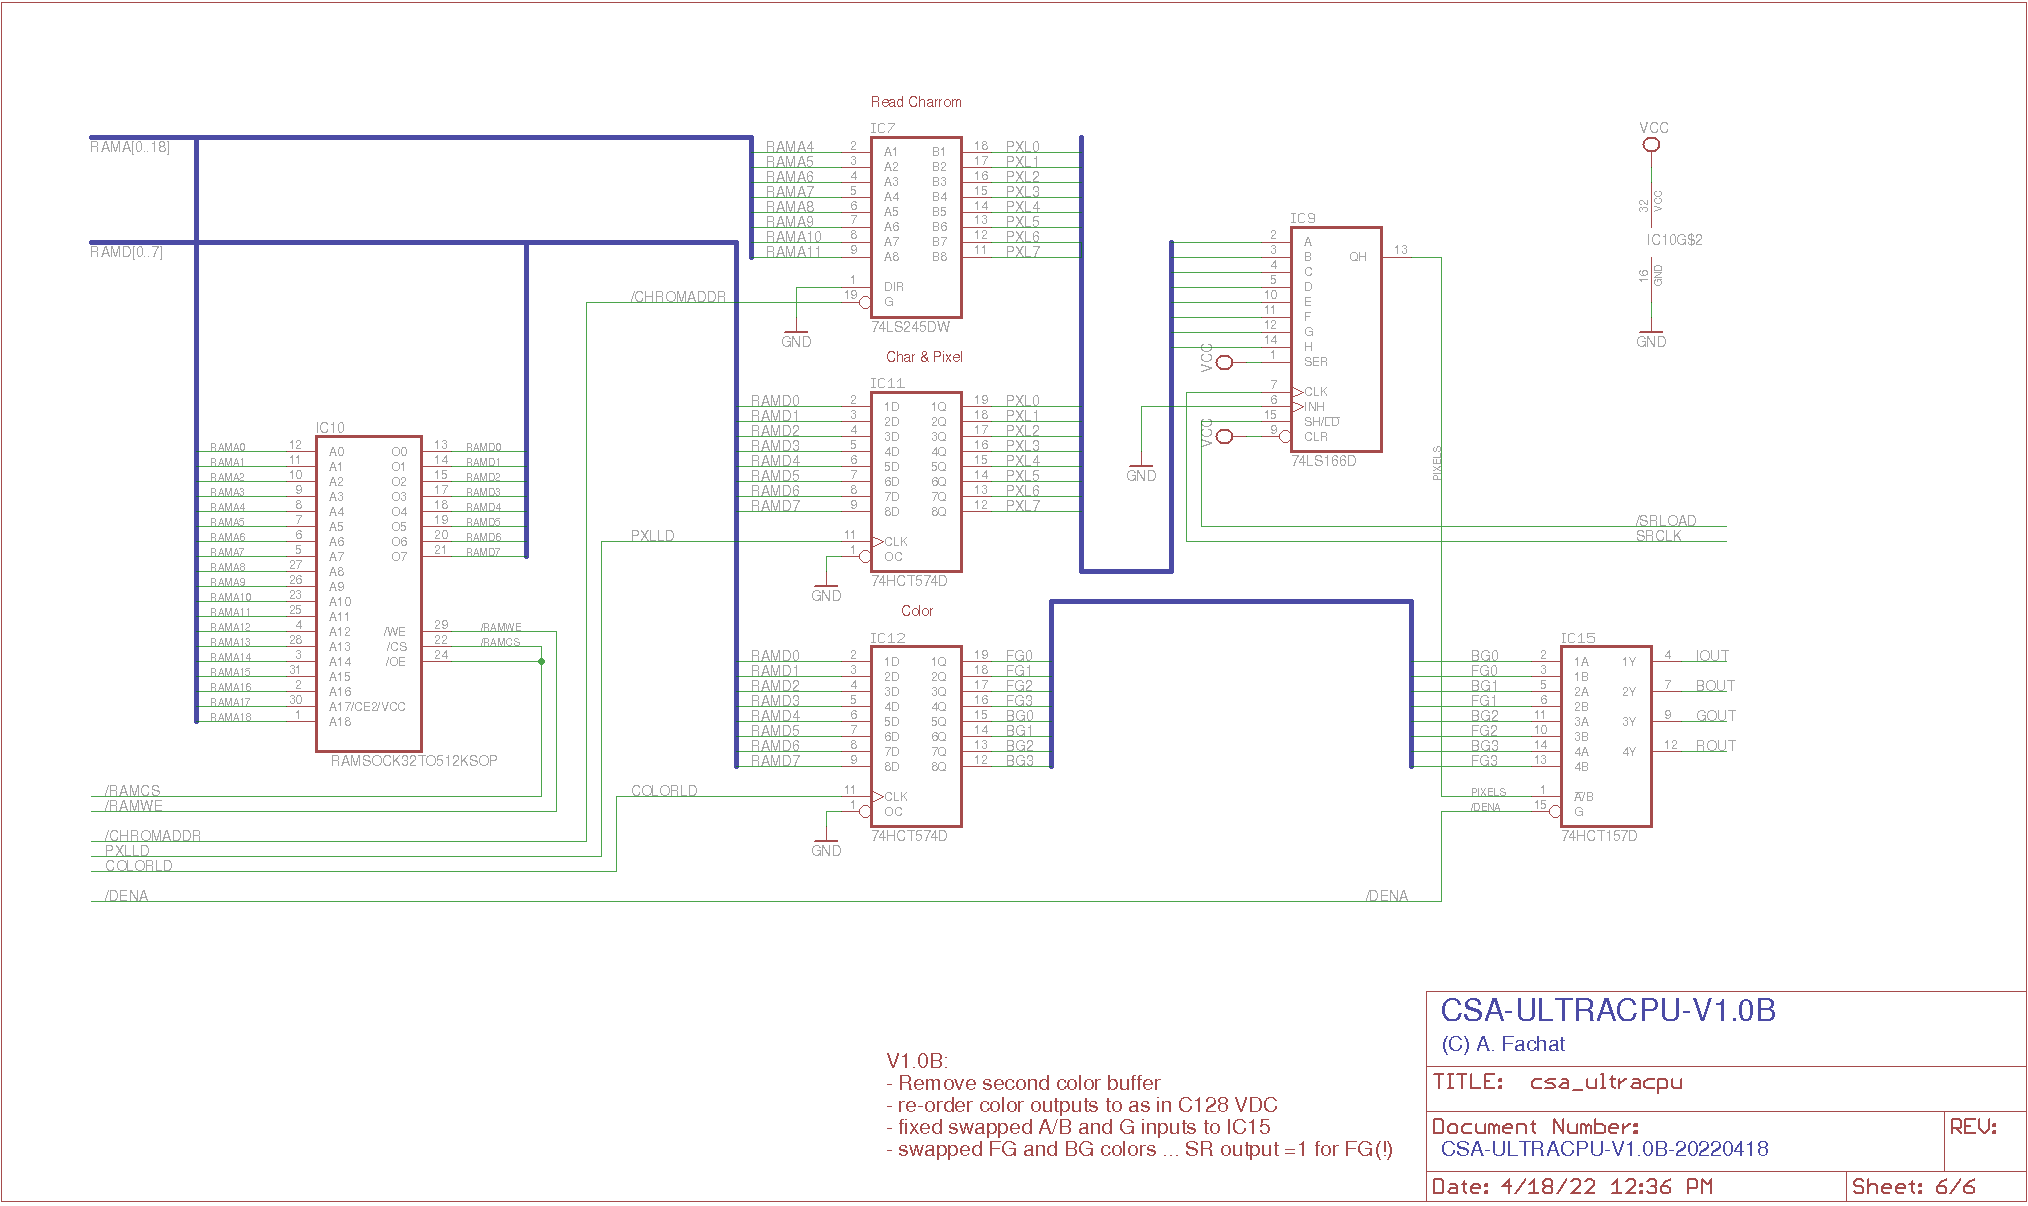 Read Charrom
RAMA[0..18]
RAMD[0..7]
IC7
RAMA4 2 A1 B1 18 PXL0
RAMA5 3 A2 B2 17 PXL1
RAMA6 4 A3 B3 16 PXL2
RAMA7 5 A4 B4 15 PXL3
RAMA8 6 A5 B5 14 PXL4
RAMA9 7 A6 B6 13 PXL5
RAMA10 8 A7 B7 12 PXL6
RAMA11 9 A8 B8 11 PXL7
1 DIR
/CHROMADDR 19 G
74LS245DW
GND
Char & Pixel
IC11
RAMD0 2 1D 1Q 19 PXL0
RAMD1 3 2D 2Q 18 PXL1
RAMD2 4 3D 3Q 17 PXL2
RAMD3 5 4D 4Q 16 PXL3
RAMD4 6 5D 5Q 15 PXL4
RAMD5 7 6D 6Q 14 PXL5
RAMD6 8 7D 7Q 13 PXL6
RAMD7 9 8D 8Q 12 PXL7
PXLLD 11 CLK
1 OC
74HCT574D
GND
Color
IC12
RAMD0 2 1D 1Q 19 FG0
RAMD1 3 2D 2Q 18 FG1
RAMD2 4 3D 3Q 17 FG2
RAMD3 5 4D 4Q 16 FG3
RAMD4 6 5D 5Q 15 BG0
RAMD5 7 6D 6Q 14 BG1
RAMD6 8 7D 7Q 13 BG2
RAMD7 9 8D 8Q 12 BG3
COLORLD 11 CLK
1 OC
74HCT574D
GND
IC10
RAMA0 12 A0 O0 13 RAMD0
RAMA1 11 A1 O1 14 RAMD1
RAMA2 10 A2 O2 15 RAMD2
RAMA3 9 A3 O3 17 RAMD3
RAMA4 8 A4 O4 18 RAMD4
RAMA5 7 A5 O5 19 RAMD5
RAMA6 6 A6 O6 20 RAMD6
RAMA7 5 A7 O7 21 RAMD7
RAMA8 27 A8
RAMA9 26 A9
RAMA10 23 A10
RAMA11 25 A11
RAMA12 4 A12 /WE 29 /RAMWE
RAMA13 28 A13 /CS 22 /RAMCS
RAMA14 3 A14 /OE 24
RAMA15 31 A15
RAMA16 2 A16
RAMA17 30 A17/CE2/VCC
RAMA18 1 A18
RAMSOCK32TO512KSOP
/RAMCS
/RAMWE
/CHROMADDR
PXLLD
COLORLD
/DENA
/DENA
IC9
2 A QH 13
3 B
4 C
5 D
10 E
11 F
12 G
14 H
VCC 1 SER
7 CLK
6 INH
15 SH/LD
VCC 9 CLR
74LS166D
GND
PIXELS
/SRLOAD
SRCLK
VCC
32 VCC
IC10G$2
16 GND
GND
IC15
BG0 2 1A 1Y 4 IOUT
FG0 3 1B
BG1 5 2A 2Y 7 BOUT
FG1 6 2B
BG2 11 3A 3Y 9 GOUT
FG2 10 3B
BG3 14 4A 4Y 12 ROUT
FG3 13 4B
PIXELS 1 A/B
/DENA 15 G
74HCT157D
V1.0B:
- Remove second color buffer
- re-order color outputs to as in C128 VDC
- fixed swapped A/B and G inputs to IC15
- swapped FG and BG colors ... SR output =1 for FG(!)
CSA-ULTRACPU-V1.0B
(C) A. Fachat
TITLE: csa_ultracpu
Document Number: REV:
CSA-ULTRACPU-V1.0B-20220418
Date: 4/18/22 12:36 PM Sheet: 6/6